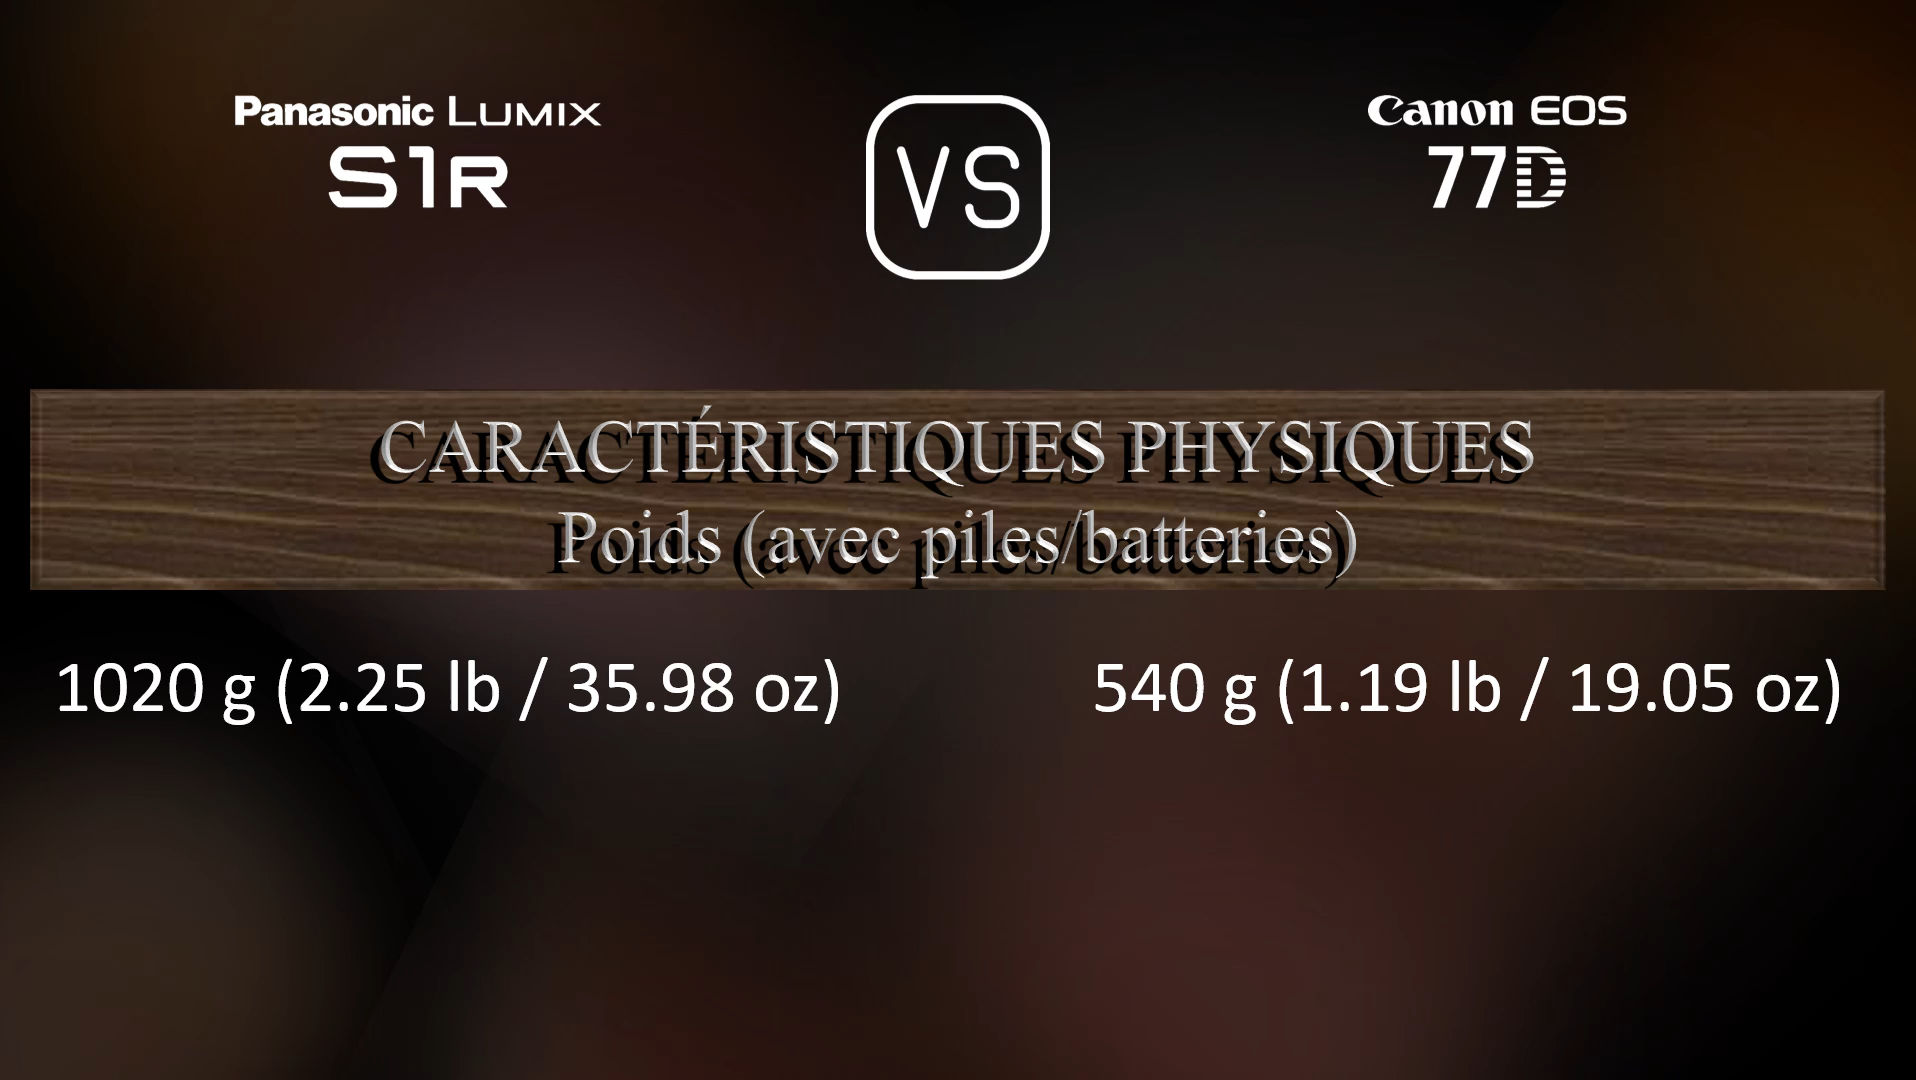 Panasonic LUMIX
S1R
VS
Canon EOS
77D
CARACTÉRISTIQUES PHYSIQUES
Poids (avec piles/batteries)
1020 g (2.25 lb / 35.98 oz)
540 g (1.19 lb / 19.05 oz)